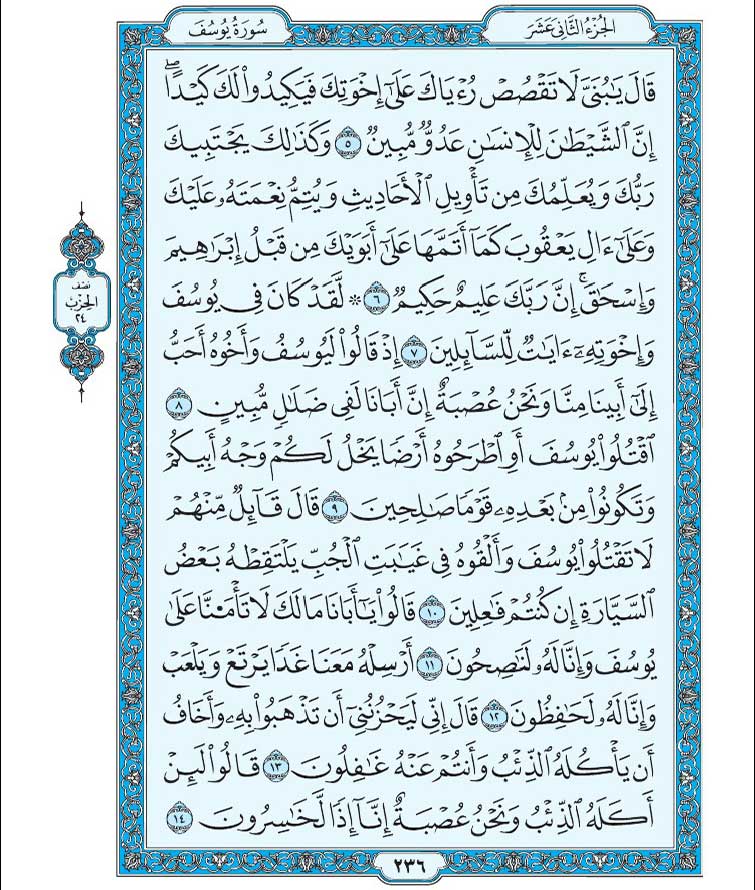 الجُزْءُ الثَّانِي عَشَرَ
سُورَةُ يُوسُفَ
قَالَ يَٰبُنَيَّ لَا تَقْصُصْ رُءْيَاكَ عَلَىٰٓ إِخْوَتِكَ فَيَكِيدُوا۟ لَكَ كَيْدًاۖ
إِنَّ ٱلشَّيْطَٰنَ لِلْإِنسَٰنِ عَدُوٌّ مُّبِينٌ ٥ وَكَذَٰلِكَ يَجْتَبِيكَ
رَبُّكَ وَيُعَلِّمُكَ مِن تَأْوِيلِ ٱلْأَحَادِيثِ وَيُتِمُّ نِعْمَتَهُۥ عَلَيْكَ
وَعَلَىٰٓ ءَالِ يَعْقُوبَ كَمَآ أَتَمَّهَا عَلَىٰٓ أَبَوَيْكَ مِن قَبْلُ إِبْرَٰهِيمَ
وَإِسْحَٰقَۚ إِنَّ رَبَّكَ عَلِيمٌ حَكِيمٌ ٦ ۞ لَّقَدْ كَانَ فِى يُوسُفَ
وَإِخْوَتِهِۦٓ ءَايَٰتٌ لِّلسَّآئِلِينَ ٧ إِذْ قَالُوا۟ لَيُوسُفُ وَأَخُوهُ أَحَبُّ
إِلَىٰٓ أَبِينَا مِنَّا وَنَحْنُ عُصْبَةٌ إِنَّ أَبَانَا لَفِى ضَلَٰلٍ مُّبِينٍ ٨
ٱقْتُلُوا۟ يُوسُفَ أَوِ ٱطْرَحُوهُ أَرْضًا يَخْلُ لَكُمْ وَجْهُ أَبِيكُمْ
وَتَكُونُوا۟ مِنۢ بَعْدِهِۦ قَوْمًا صَٰلِحِينَ ٩ قَالَ قَآئِلٌ مِّنْهُمْ
لَا تَقْتُلُوا۟ يُوسُفَ وَأَلْقُوهُ فِى غَيَٰبَتِ ٱلْجُبِّ يَلْتَقِطْهُ بَعْضُ
ٱلسَّيَّارَةِ إِن كُنتُمْ فَٰعِلِينَ ١٠ قَالُوا۟ يَٰٓأَبَانَا مَا لَكَ لَا تَأْمَ۫نَّا عَلَىٰ
يُوسُفَ وَإِنَّا لَهُۥ لَنَٰصِحُونَ ١١ أَرْسِلْهُ مَعَنَا غَدًا يَرْتَعْ وَيَلْعَبْ
وَإِنَّا لَهُۥ لَحَٰفِظُونَ ١٢ قَالَ إِنِّى لَيَحْزُنُنِىٓ أَن تَذْهَبُوا۟ بِهِۦ وَأَخَافُ
أَن يَأْكُلَهُ ٱلذِّئْبُ وَأَنتُمْ عَنْهُ غَٰفِلُونَ ١٣ قَالُوا۟ لَئِنْ
أَكَلَهُ ٱلذِّئْبُ وَنَحْنُ عُصْبَةٌ إِنَّآ إِذًا لَّخَٰسِرُونَ ١٤
نصف
الحزب
٢٤
٢٣٦